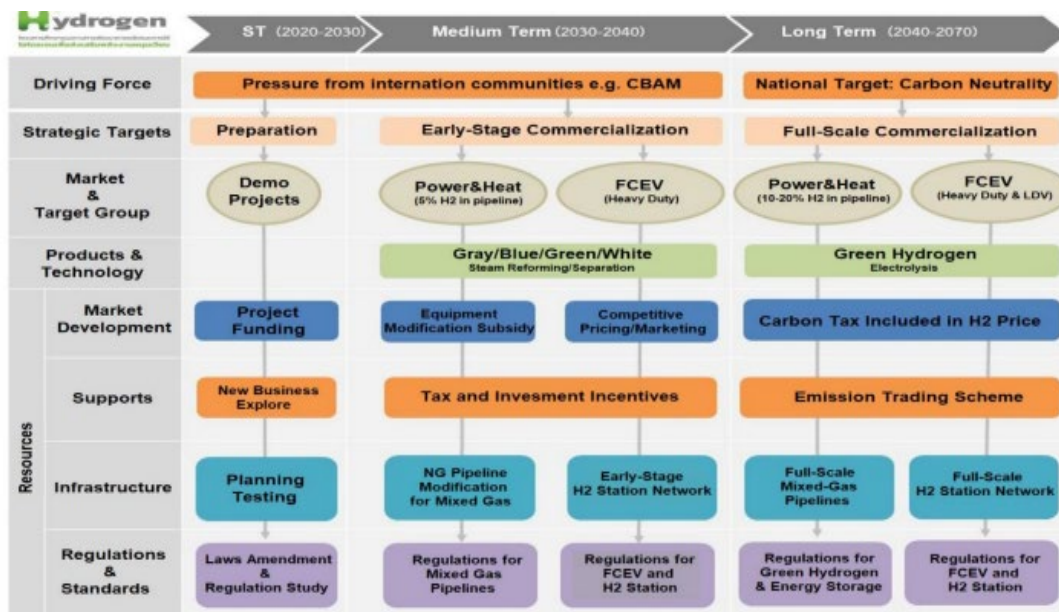 Hydrogen
ST (2020-2030)
Medium Term (2030-2040)
Long Term (2040-2070)
Driving Force
Pressure from internation communities e.g. CBAM
National Target: Carbon Neutrality
Strategic Targets
Preparation
Early-Stage Commercialization
Full-Scale Commercialization
Market
&
Target Group
Demo
Projects
Power&Heat
(5% H2 in pipeline)
FCEV
(Heavy Duty)
Power&Heat
(10-20% H2 in pipeline)
FCEV
(Heavy Duty & LDV)
Products &
Technology
Gray/Blue/Green/White
Steam Reforming/Separation
Green Hydrogen
Electrolysis
Resources
Market
Development
Project
Funding
Equipment
Modification Subsidy
Competitive
Pricing/Marketing
Carbon Tax Included in H2 Price
Supports
New Business
Explore
Tax and Invesment Incentives
Emission Trading Scheme
Infrastructure
Planning
Testing
NG Pipeline
Modification
for Mixed Gas
Early-Stage
H2 Station Network
Full-Scale
Mixed-Gas
Pipelines
Full-Scale
H2 Station Network
Regulations
&
Standards
Laws Amendment
&
Regulation Study
Regulations for
Mixed Gas
Pipelines
Regulations for
FCEV and
H2 Station
Regulations for
Green Hydrogen
& Energy Storage
Regulations for
FCEV and
H2 Station